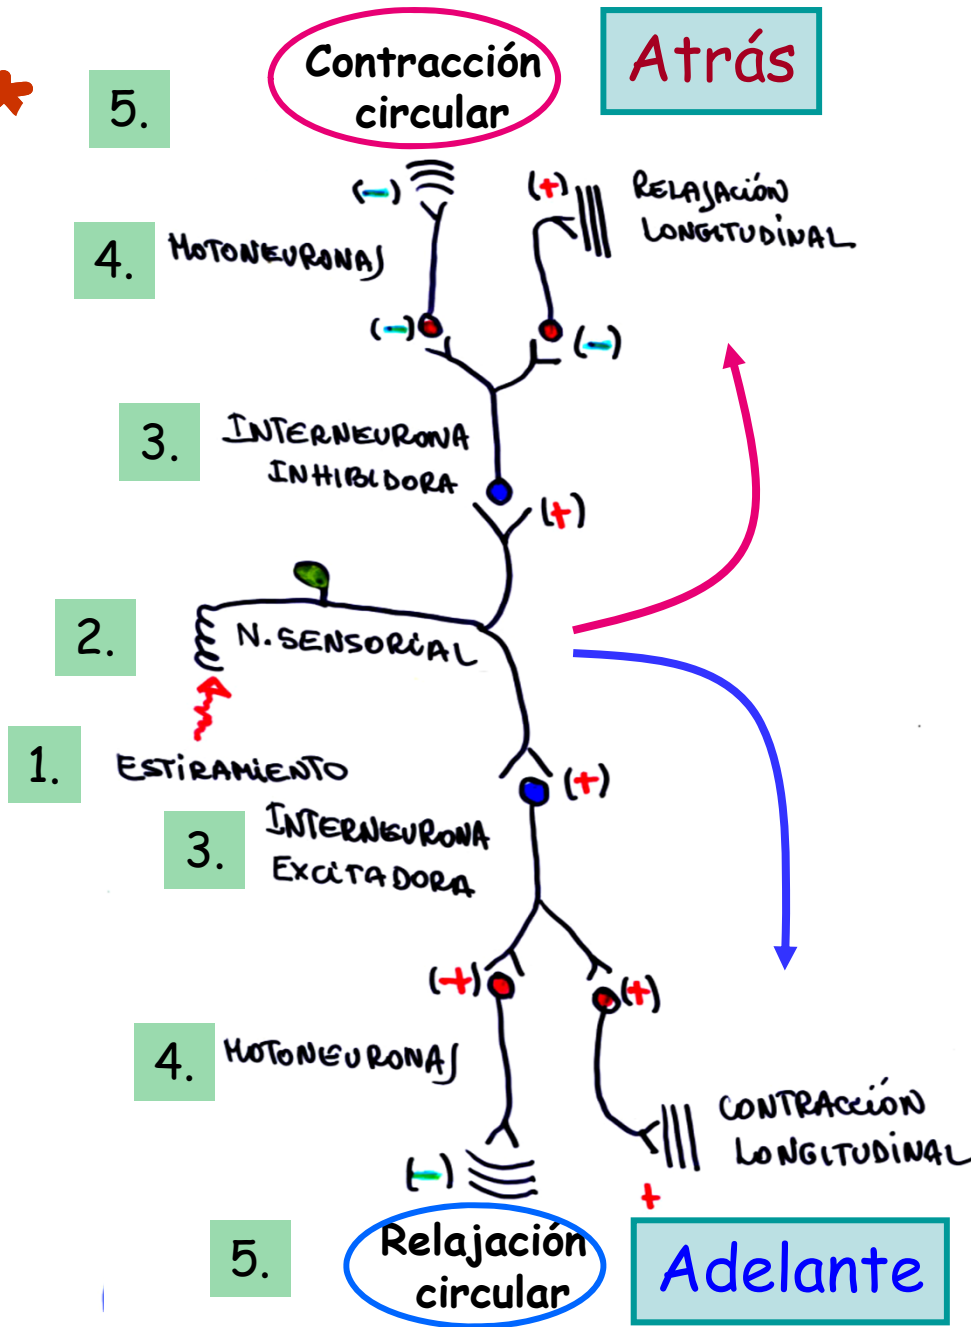 Contracción
circular
Atrás
5.
(-)
(+)
RELAJACIÓN
LONGITUDINAL
4.
MOTONEURONAS
(-)
(-)
3.
INTERNEURONA
INHIBIDORA
(+)
2.
N. SENSORIAL
1.
ESTIRAMIENTO
(+)
3.
INTERNEURONA
EXCITADORA
(+)
(+)
4.
MOTONEURONAS
CONTRACCIÓN
LONGITUDINAL
(-)
+
5.
Relajación
circular
Adelante